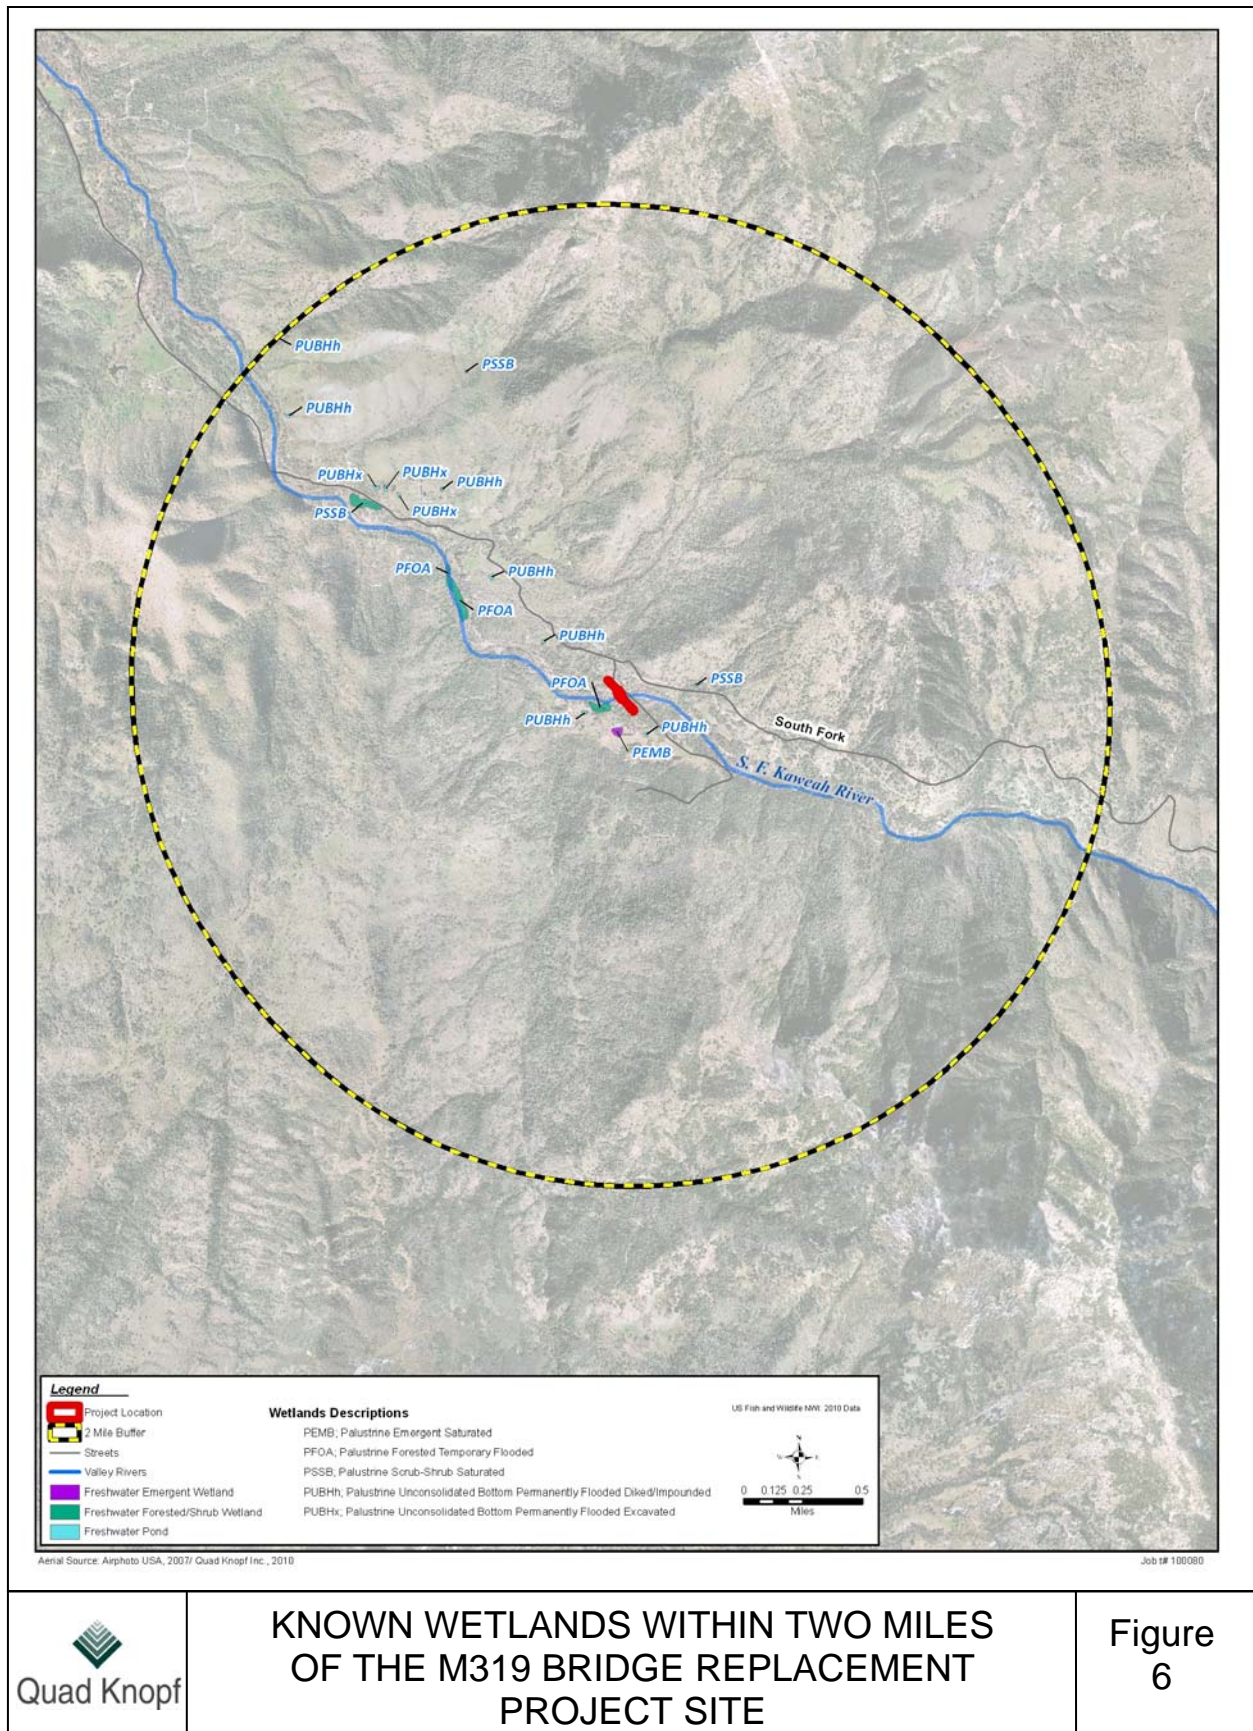 PUBHh
PSSB
PUBHh
PUBHx
PUBHx
PUBHh
PSSB
PUBHx
PFOA
PUBHh
PFOA
PUBHh
PFOA
PSSB
PUBHh
PUBHh
South Fork
PEMB
S. F. Kaweah River
Legend
Project Location
2 Mile Buffer
Streets
Valley Rivers
Freshwater Emergent Wetland
Freshwater Forested/Shrub Wetland
Freshwater Pond
Wetlands Descriptions
PEMB; Palustrine Emergent Saturated
PFOA; Palustrine Forested Temporary Flooded
PSSB; Palustrine Scrub-Shrub Saturated
PUBHh; Palustrine Unconsolidated Bottom Permanently Flooded Diked/Impounded
PUBHx; Palustrine Unconsolidated Bottom Permanently Flooded Excavated
US Fish and Wildlife NWI: 2010 Data
N
W E
S
0 0.125 0.25 0.5
Miles
Aerial Source: Airphoto USA, 2007/ Quad Knopf Inc., 2010
Job t# 100080
Quad Knopf
KNOWN WETLANDS WITHIN TWO MILES
OF THE M319 BRIDGE REPLACEMENT
PROJECT SITE
Figure
6